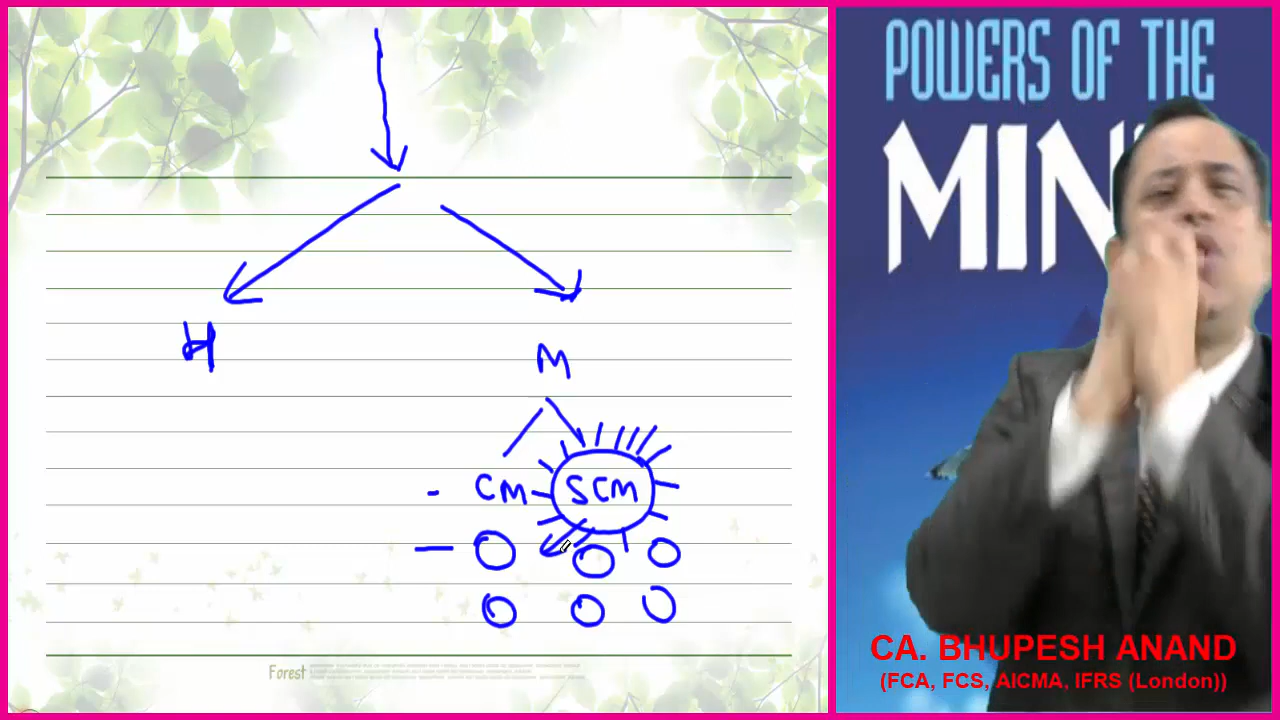 H
M
CM SCM
Forest
POWERS OF THE
MIN
CA. BHUPESH ANAND
(FCA, FCS, AICMA, IFRS (London))